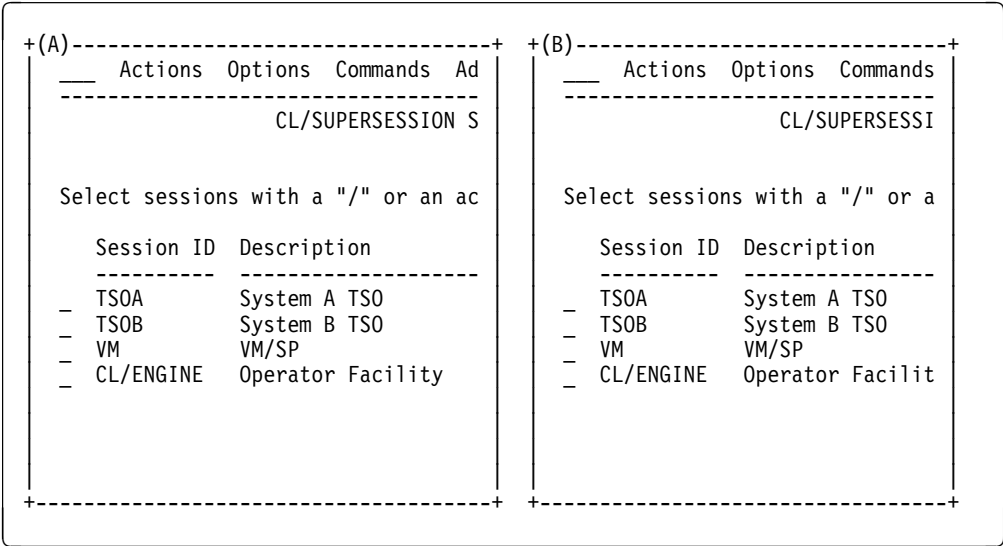 +(A)-----------------------------------+ +(B)-------------------------------+
___ Actions Options Commands Ad
-----------------------------------
CL/SUPERSESSION S
Select sessions with a "/" or an ac
Session ID Description
---------- --------------------
_ TSOA System A TSO
_ TSOB System B TSO
_ VM VM/SP
_ CL/ENGINE Operator Facility
+--------------------------------------+
___ Actions Options Commands
-------------------------------
CL/SUPERSESSI
Select sessions with a "/" or a
Session ID Description
---------- ----------------
_ TSOA System A TSO
_ TSOB System B TSO
_ VM VM/SP
_ CL/ENGINE Operator Facilit
+----------------------------------+